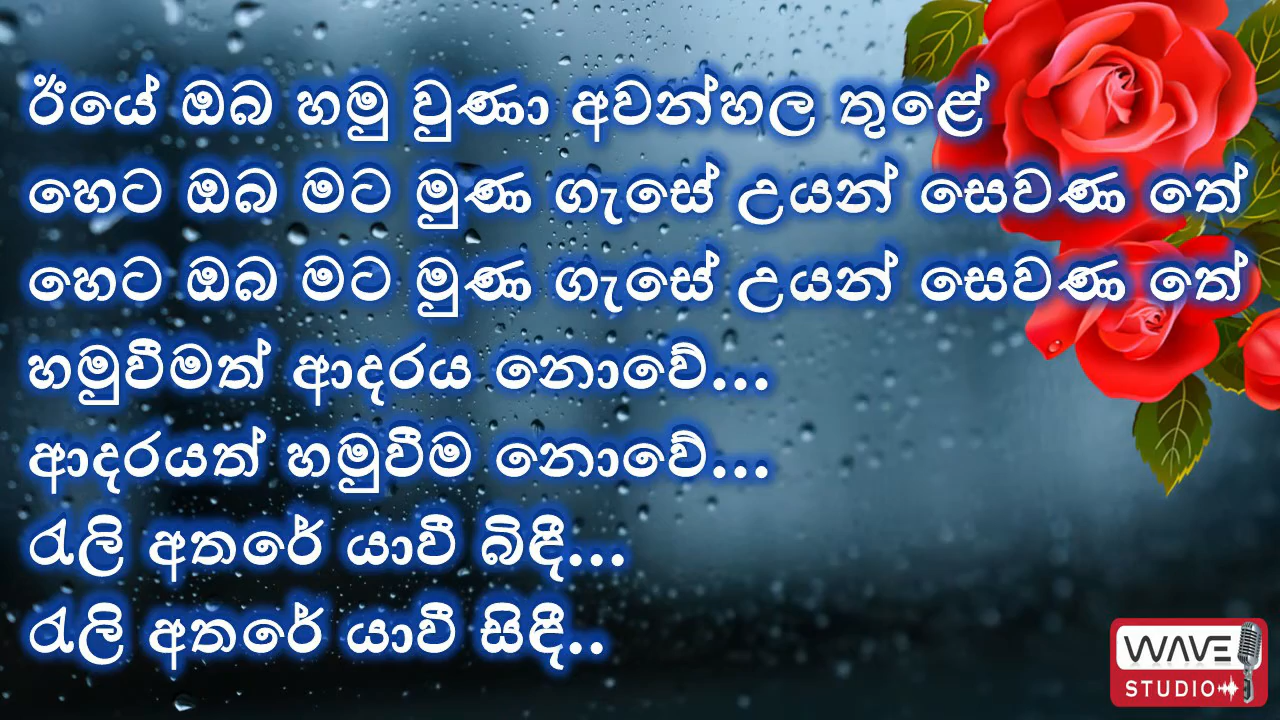 ඊයේ ඔබ හමු වුණා අවන්හල තුළේ
හෙට ඔබ මට මුණ ගැසේ උයන් සෙවණ තේ
හෙට ඔබ මට මුණ ගැසේ උයන් සෙවණ තේ
හමුවීමත් ආදරය නොවේ...
ආදරයත් හමුවීම නොවේ...
රැලි අතරේ යාවී බිඳී...
රැලි අතරේ යාවී සිඳී..
WAVE
STUDIO